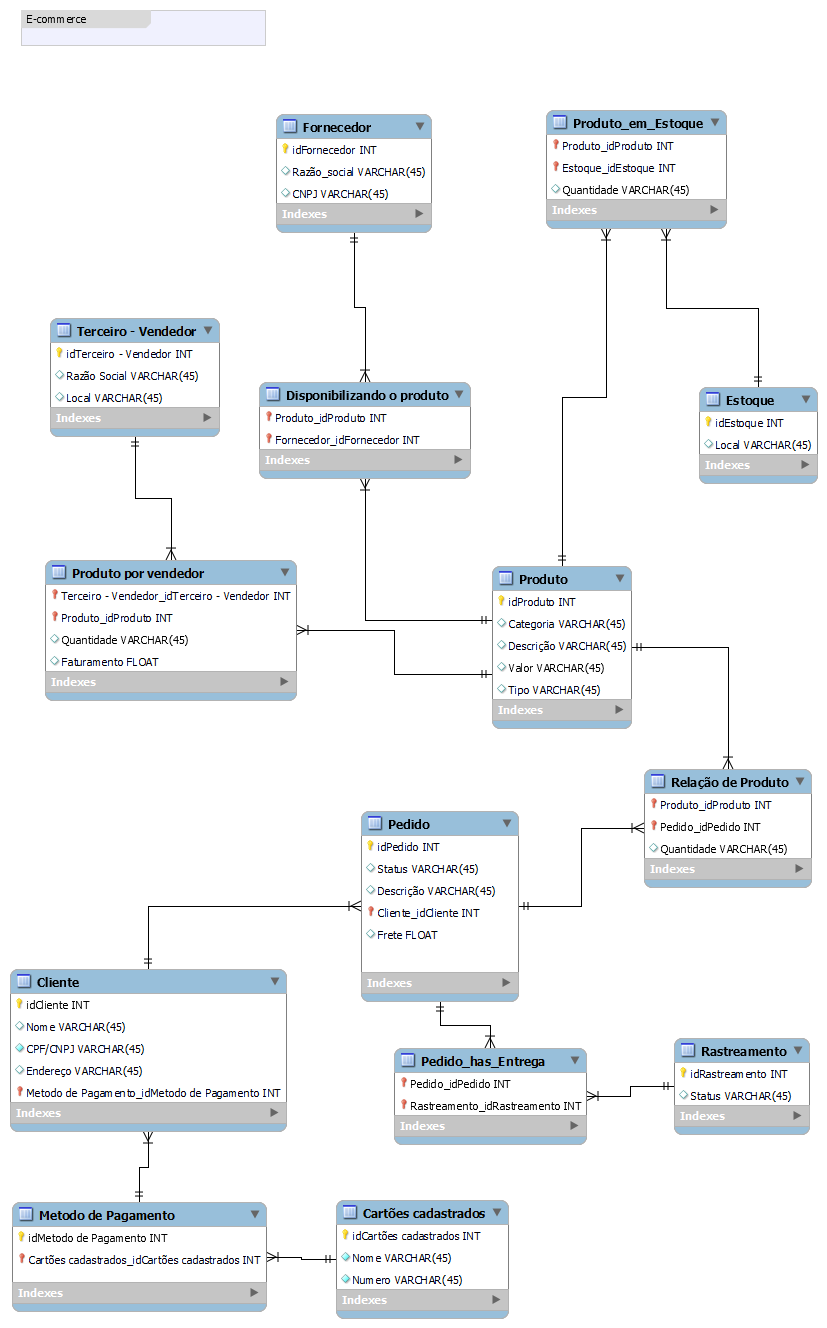 E-commerce
Fornecedor
idFornecedor INT
Razão_social VARCHAR(45)
CNPJ VARCHAR(45)
Indexes
Produto_em_Estoque
Produto_idProduto INT
Estoque_idEstoque INT
Quantidade VARCHAR(45)
Indexes
Terceiro - Vendedor
idTerceiro - Vendedor INT
Razão Social VARCHAR(45)
Local VARCHAR(45)
Indexes
Disponibilizando o produto
Produto_idProduto INT
Fornecedor_idFornecedor INT
Indexes
Estoque
idEstoque INT
Local VARCHAR(45)
Indexes
Produto por vendedor
Terceiro - Vendedor_idTerceiro - Vendedor INT
Produto_idProduto INT
Quantidade VARCHAR(45)
Faturamento FLOAT
Indexes
Produto
idProduto INT
Categoria VARCHAR(45)
Descrição VARCHAR(45)
Valor VARCHAR(45)
Tipo VARCHAR(45)
Indexes
Relação de Produto
Produto_idProduto INT
Pedido_idPedido INT
Quantidade VARCHAR(45)
Indexes
Pedido
idPedido INT
Status VARCHAR(45)
Descrição VARCHAR(45)
Cliente_idCliente INT
Frete FLOAT
Indexes
Cliente
idCliente INT
Nome VARCHAR(45)
CPF/CNPJ VARCHAR(45)
Endereço VARCHAR(45)
Metodo de Pagamento_idMetodo de Pagamento INT
Indexes
Pedido_has_Entrega
Pedido_idPedido INT
Rastreamento_idRastreamento INT
Indexes
Rastreamento
idRastreamento INT
Status VARCHAR(45)
Indexes
Metodo de Pagamento
idMetodo de Pagamento INT
Cartões cadastrados_idCartões cadastrados INT
Indexes
Cartões cadastrados
idCartões cadastrados INT
Nome VARCHAR(45)
Numero VARCHAR(45)
Indexes